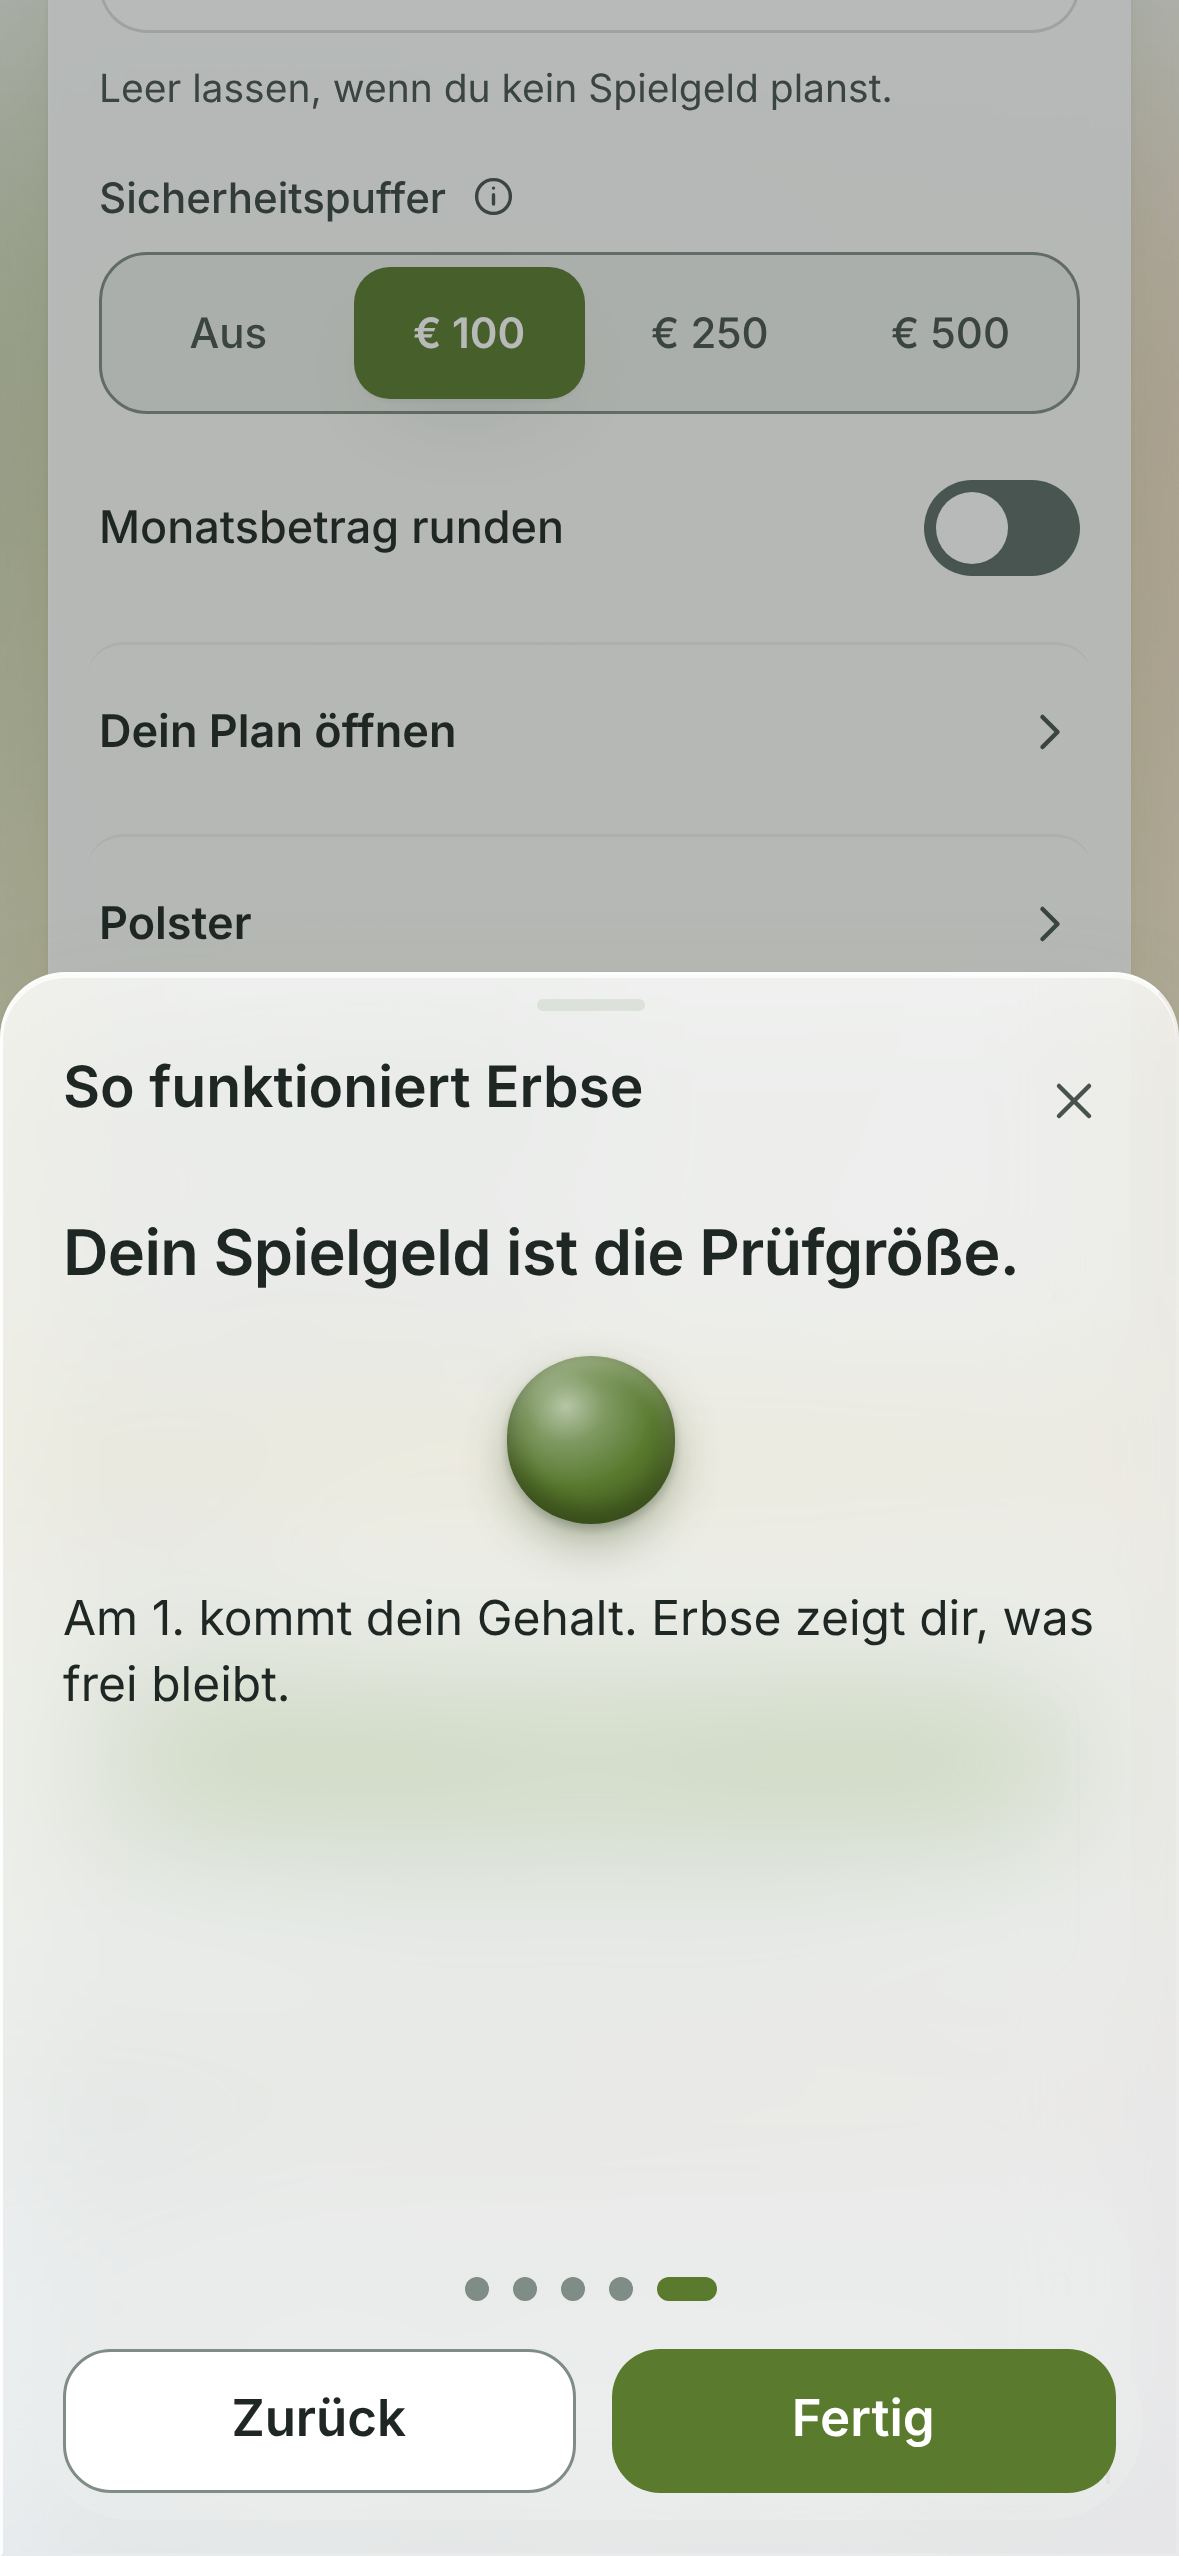 Leer lassen, wenn du kein Spielgeld planst.
Sicherheitspuffer
Aus € 100 € 250 € 500
Monatsbetrag runden
Dein Plan öffnen
Polster
So funktioniert Erbse
Dein Spielgeld ist die Prüfgröße.
Am 1. kommt dein Gehalt. Erbse zeigt dir, was
frei bleibt.
Zurück Fertig